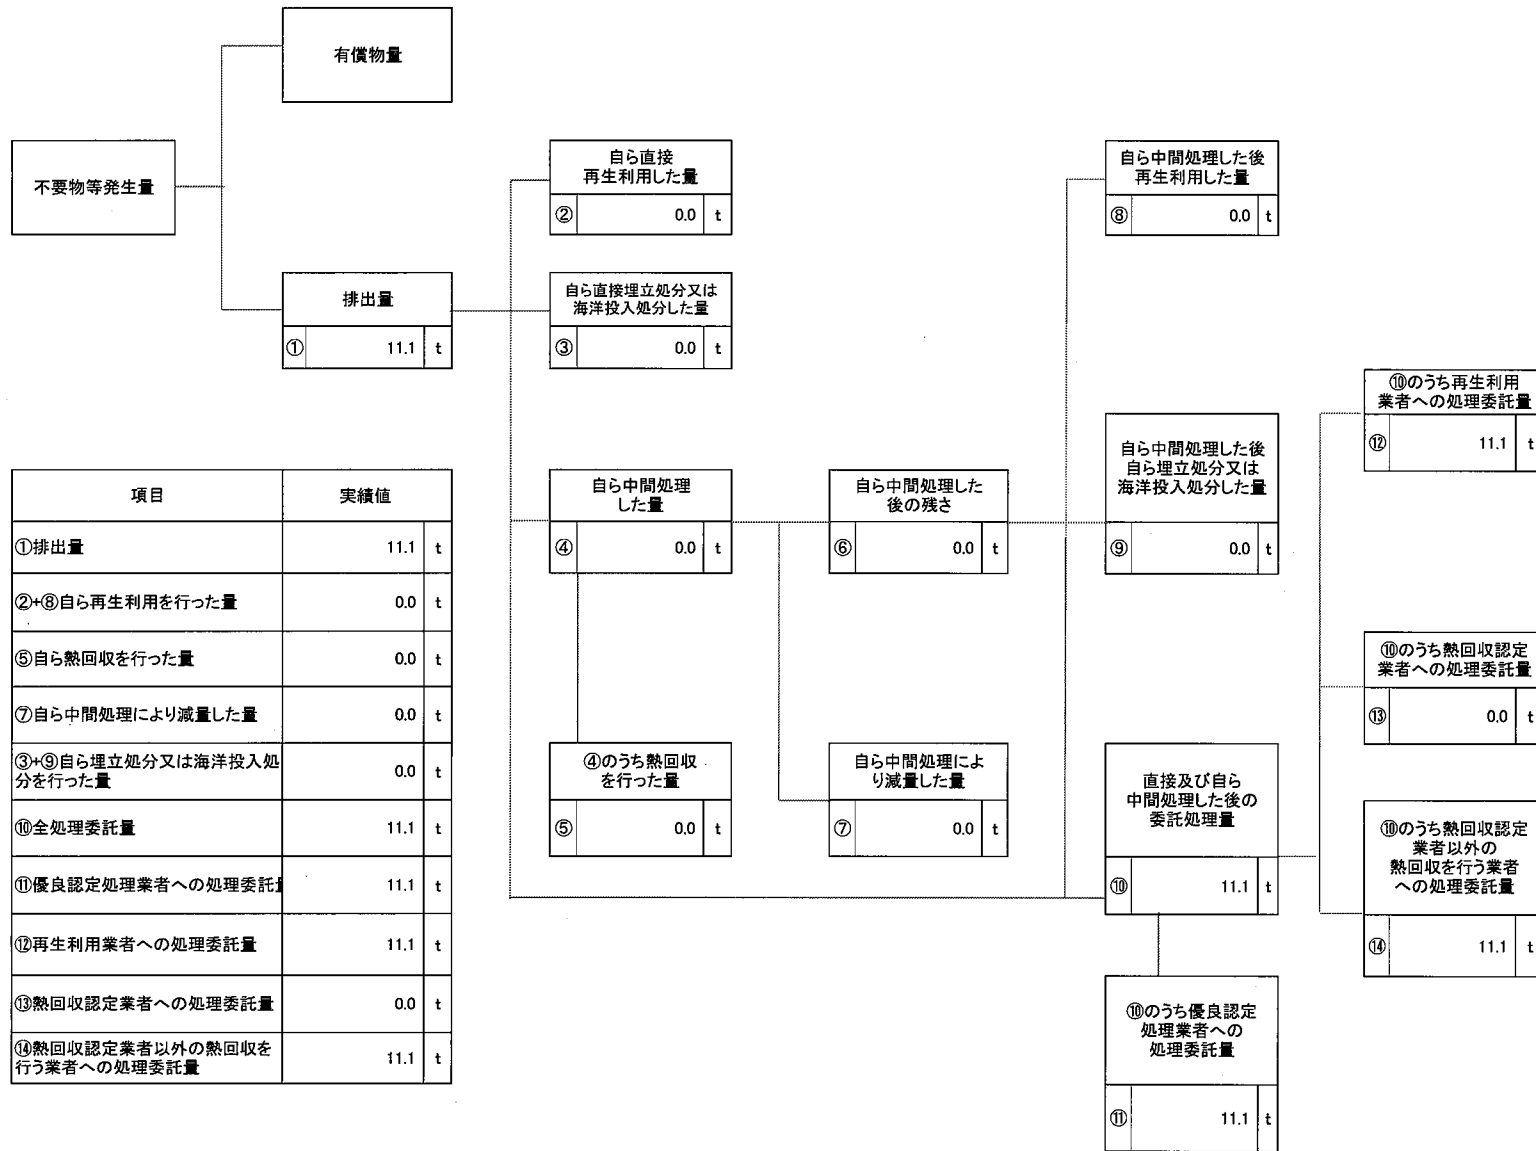 有償物量
不要物等発生量
排出量
① 11.1 t
自ら直接
再生利用した量
② 0.0 t
自ら直接埋立処分又は
海洋投入処分した量
③ 0.0 t
自ら中間処理
した量
④ 0.0 t
④のうち熱回収
を行った量
⑤ 0.0 t
自ら中間処理した
後の残さ
⑥ 0.0 t
自ら中間処理によ
り減量した量
⑦ 0.0 t
自ら中間処理した後
再生利用した量
⑧ 0.0 t
自ら中間処理した後
自ら埋立処分又は
海洋投入処分した量
⑨ 0.0 t
直接及び自ら
中間処理した後の
委託処理量
⑩ 11.1 t
⑩のうち優良認定
処理業者への
処理委託量
⑪ 11.1 t
⑩のうち再生利用
業者への処理委託量
⑫ 11.1 t
⑩のうち熱回収認定
業者への処理委託量
⑬ 0.0 t
⑩のうち熱回収認定
業者以外の
熱回収を行う業者
への処理委託量
⑭ 11.1 t
項目 実績値
①排出量 11.1 t
②+⑧自ら再生利用を行った量 0.0 t
⑤自ら熱回収を行った量 0.0 t
⑦自ら中間処理により減量した量 0.0 t
③+⑨自ら埋立処分又は海洋投入処
分を行った量 0.0 t
⑩全処理委託量 11.1 t
⑪優良認定処理業者への処理委託 11.1 t
⑫再生利用業者への処理委託量 11.1 t
⑬熱回収認定業者への処理委託量 0.0 t
⑭熱回収認定業者以外の熱回収を
行う業者への処理委託量 11.1 t